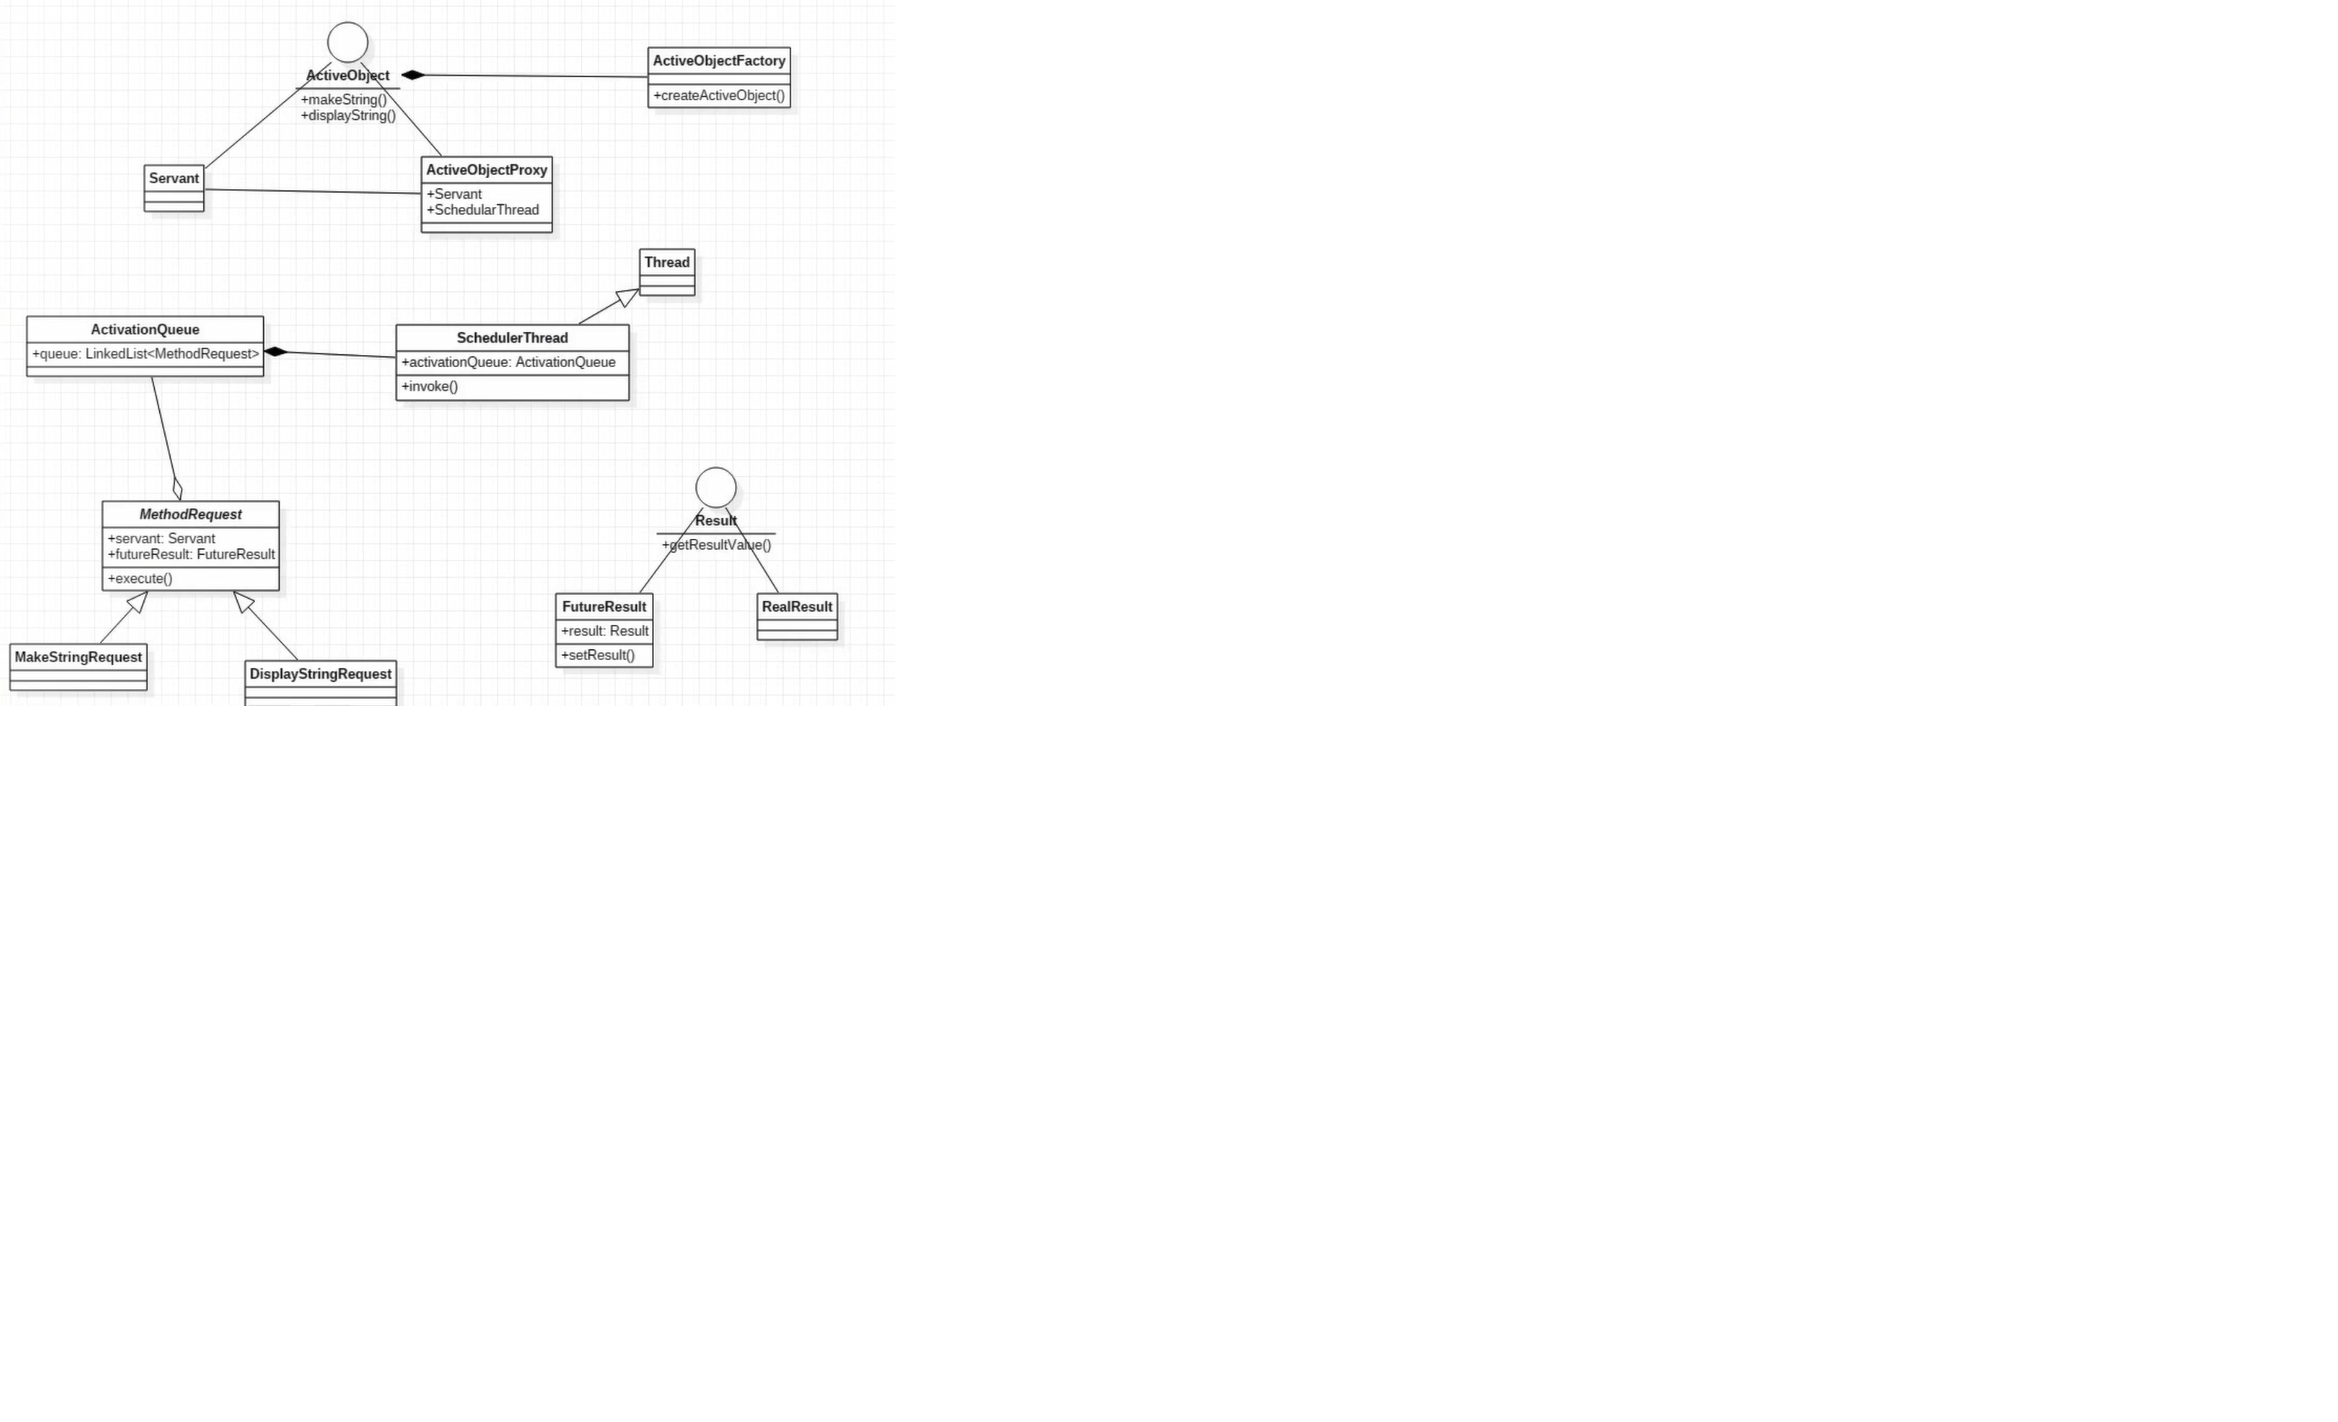 ActiveObject
+makeString()
+displayString()
ActiveObjectFactory
+createActiveObject()
Servant
ActiveObjectProxy
+Servant
+SchedularThread
Thread
ActivationQueue
+queue: LinkedList<MethodRequest>
SchedulerThread
+activationQueue: ActivationQueue
+invoke()
MethodRequest
+servant: Servant
+futureResult: FutureResult
+execute()
Result
+getResultValue()
FutureResult
+result: Result
+setResult()
RealResult
MakeStringRequest
DisplayStringRequest